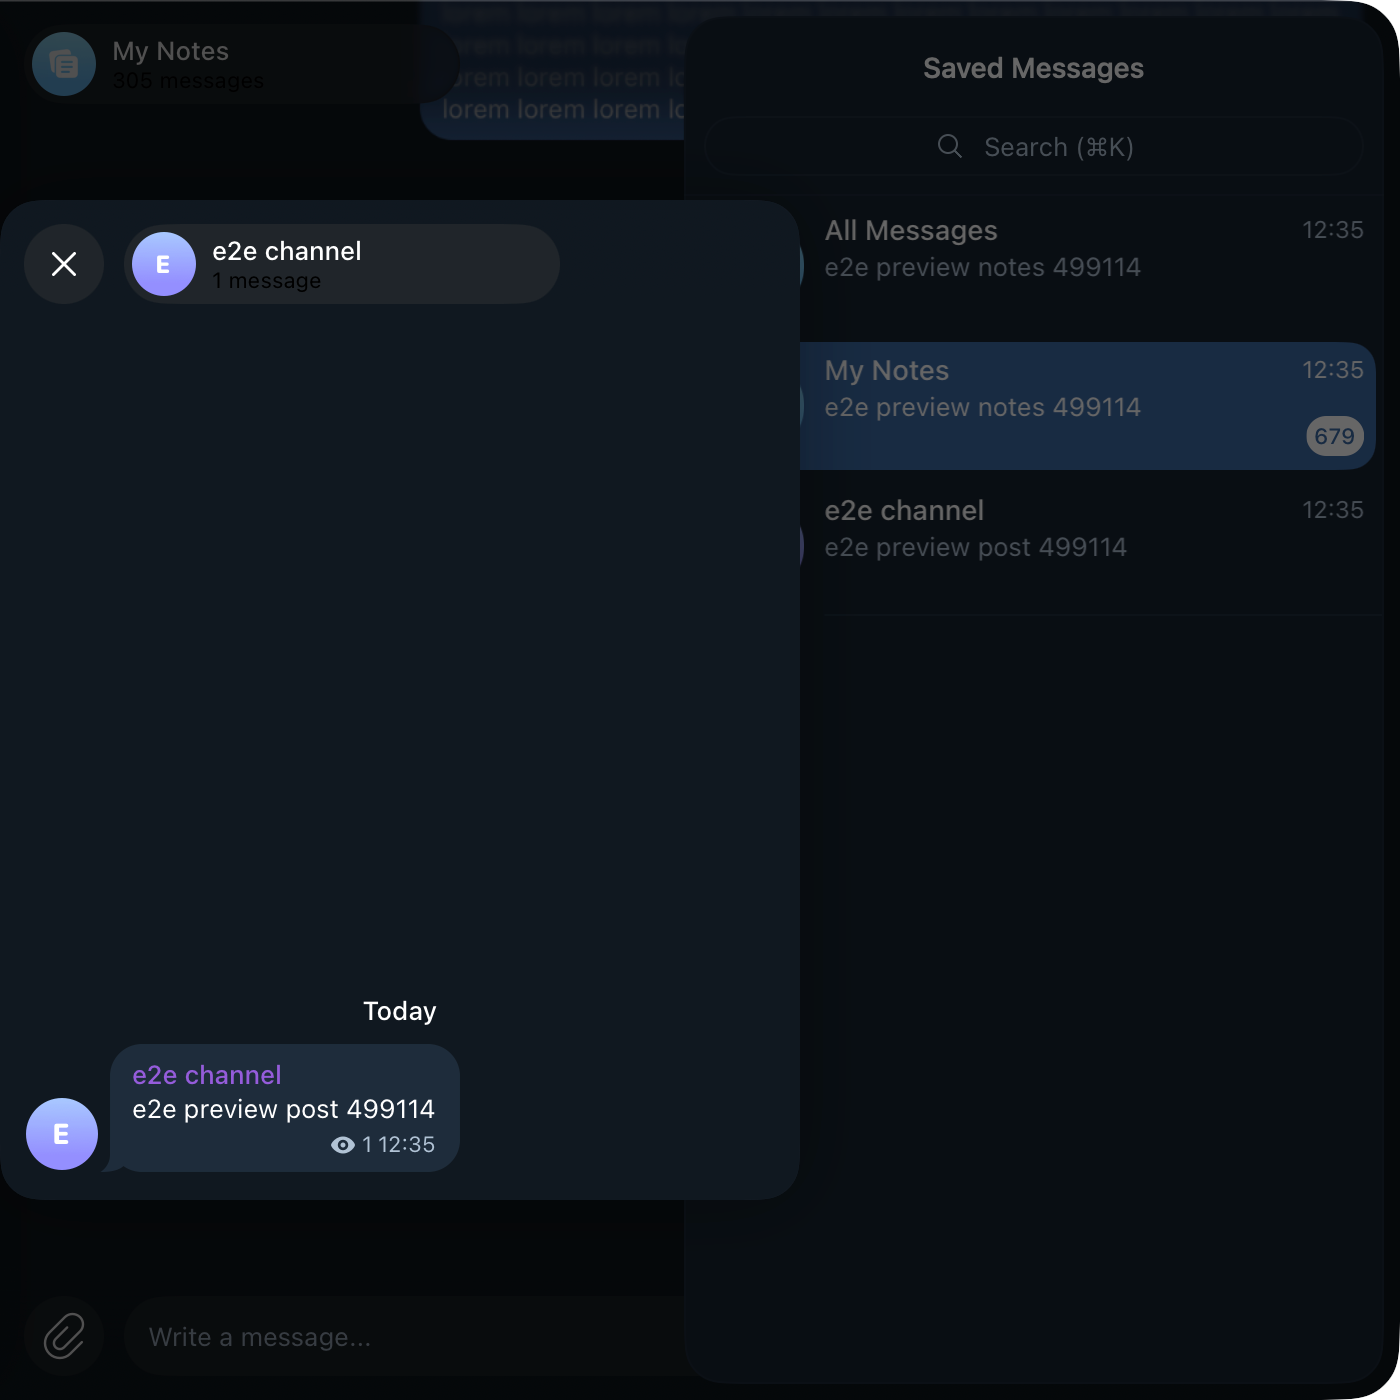 My Notes
305 messages
lorem lorem lorem lo
lorem lorem lorem lo
Saved Messages
Search (⌘K)
All Messages
12:35
e2e preview notes 499114
My Notes
12:35
e2e preview notes 499114
679
e2e channel
12:35
e2e preview post 499114
E
e2e channel
1 message
Today
e2e channel
e2e preview post 499114
1 12:35
E
Write a message...